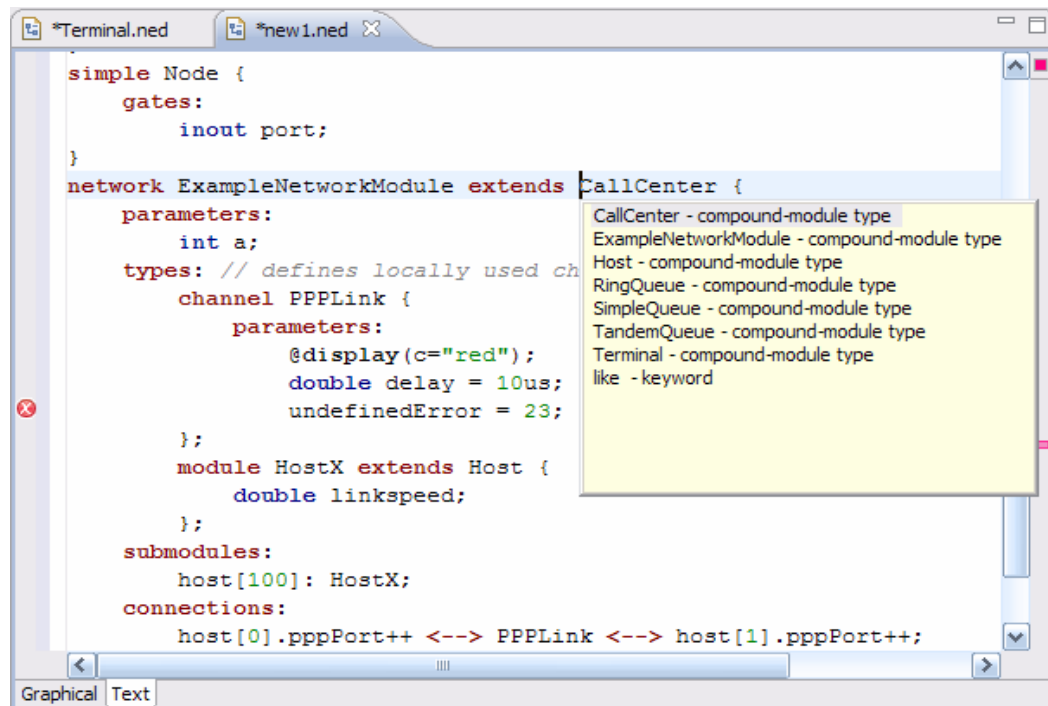 *Terminal.ned *new1.ned
simple Node {
gates:
inout port;
}
network ExampleNetworkModule extends CallCenter {
parameters:
int a;
types: // defines locally used ch
channel PPPLink {
parameters:
@display(c="red");
double delay = 10us;
undefinedError = 23;
};
module HostX extends Host {
double linkspeed;
};
submodules:
host[100]: HostX;
connections:
host[0].pppPort++ <--> PPPLink <--> host[1].pppPort++;
CallCenter - compound-module type
ExampleNetworkModule - compound-module type
Host - compound-module type
RingQueue - compound-module type
SimpleQueue - compound-module type
TandemQueue - compound-module type
Terminal - compound-module type
like - keyword
Graphical Text